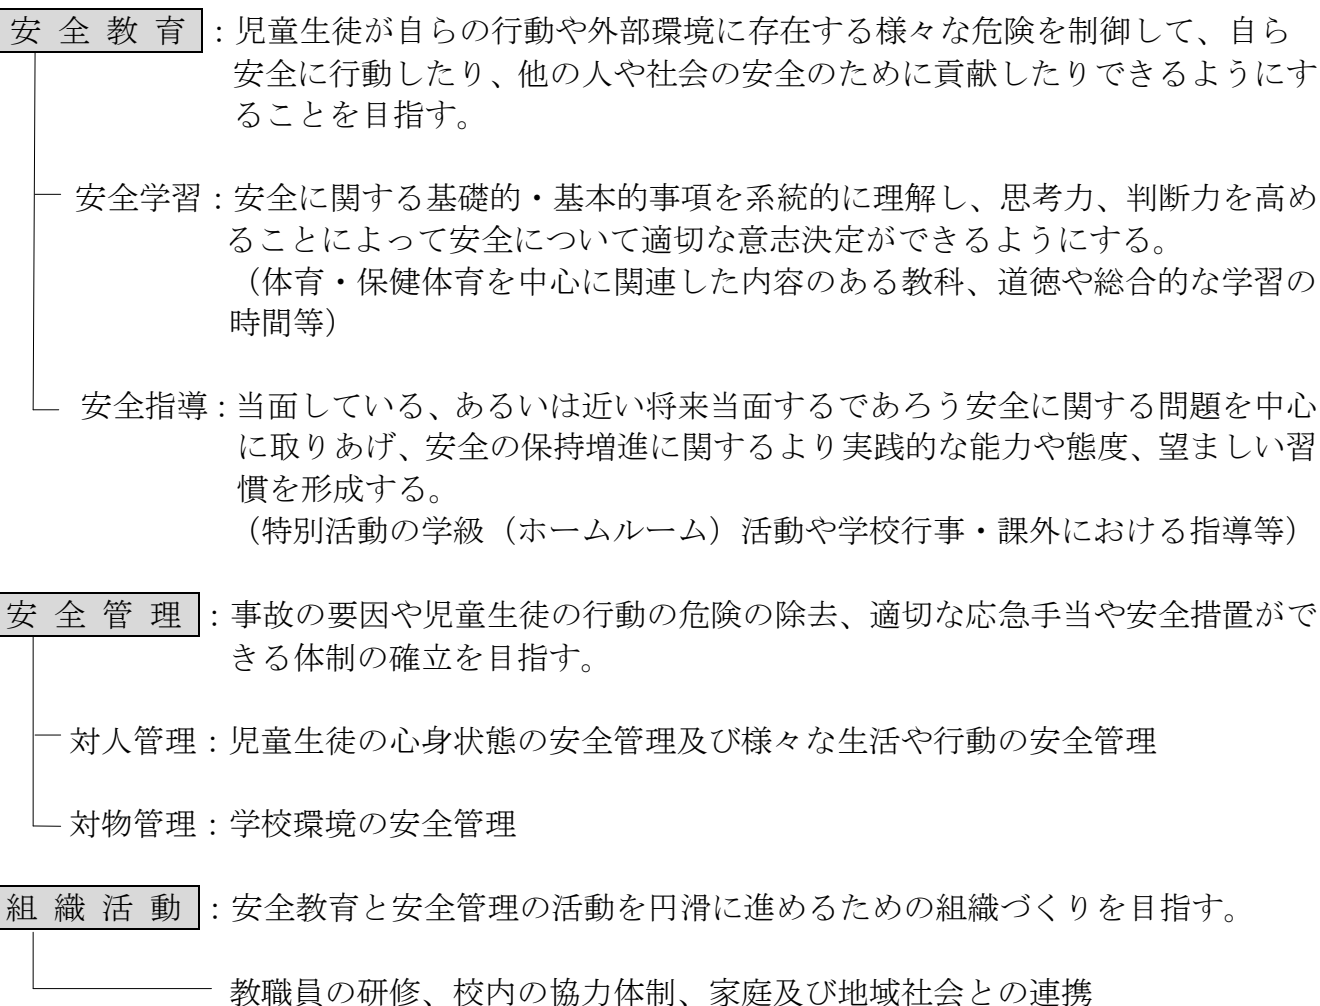 安 全 教 育：児童生徒が自らの行動や外部環境に存在する様々な危険を制御して、自ら
安全に行動したり、他の人や社会の安全のために貢献したりできるようにす
ることを目指す。
安全学習：安全に関する基礎的・基本的事項を系統的に理解し、思考力、判断力を高め
ることによって安全について適切な意志決定ができるようにする。
（体育・保健体育を中心に関連した内容のある教科、道徳や総合的な学習の
時間等）
安全指導：当面している、あるいは近い将来当面するであろう安全に関する問題を中心
に取りあげ、安全の保持増進に関するより実践的な能力や態度、望ましい習
慣を形成する。
（特別活動の学級（ホームルーム）活動や学校行事・課外における指導等）
安 全 管 理：事故の要因や児童生徒の行動の危険の除去、適切な応急手当や安全措置がで
きる体制の確立を目指す。
対人管理：児童生徒の心身状態の安全管理及び様々な生活や行動の安全管理
対物管理：学校環境の安全管理
組 織 活 動：安全教育と安全管理の活動を円滑に進めるための組織づくりを目指す。
教職員の研修、校内の協力体制、家庭及び地域社会との連携